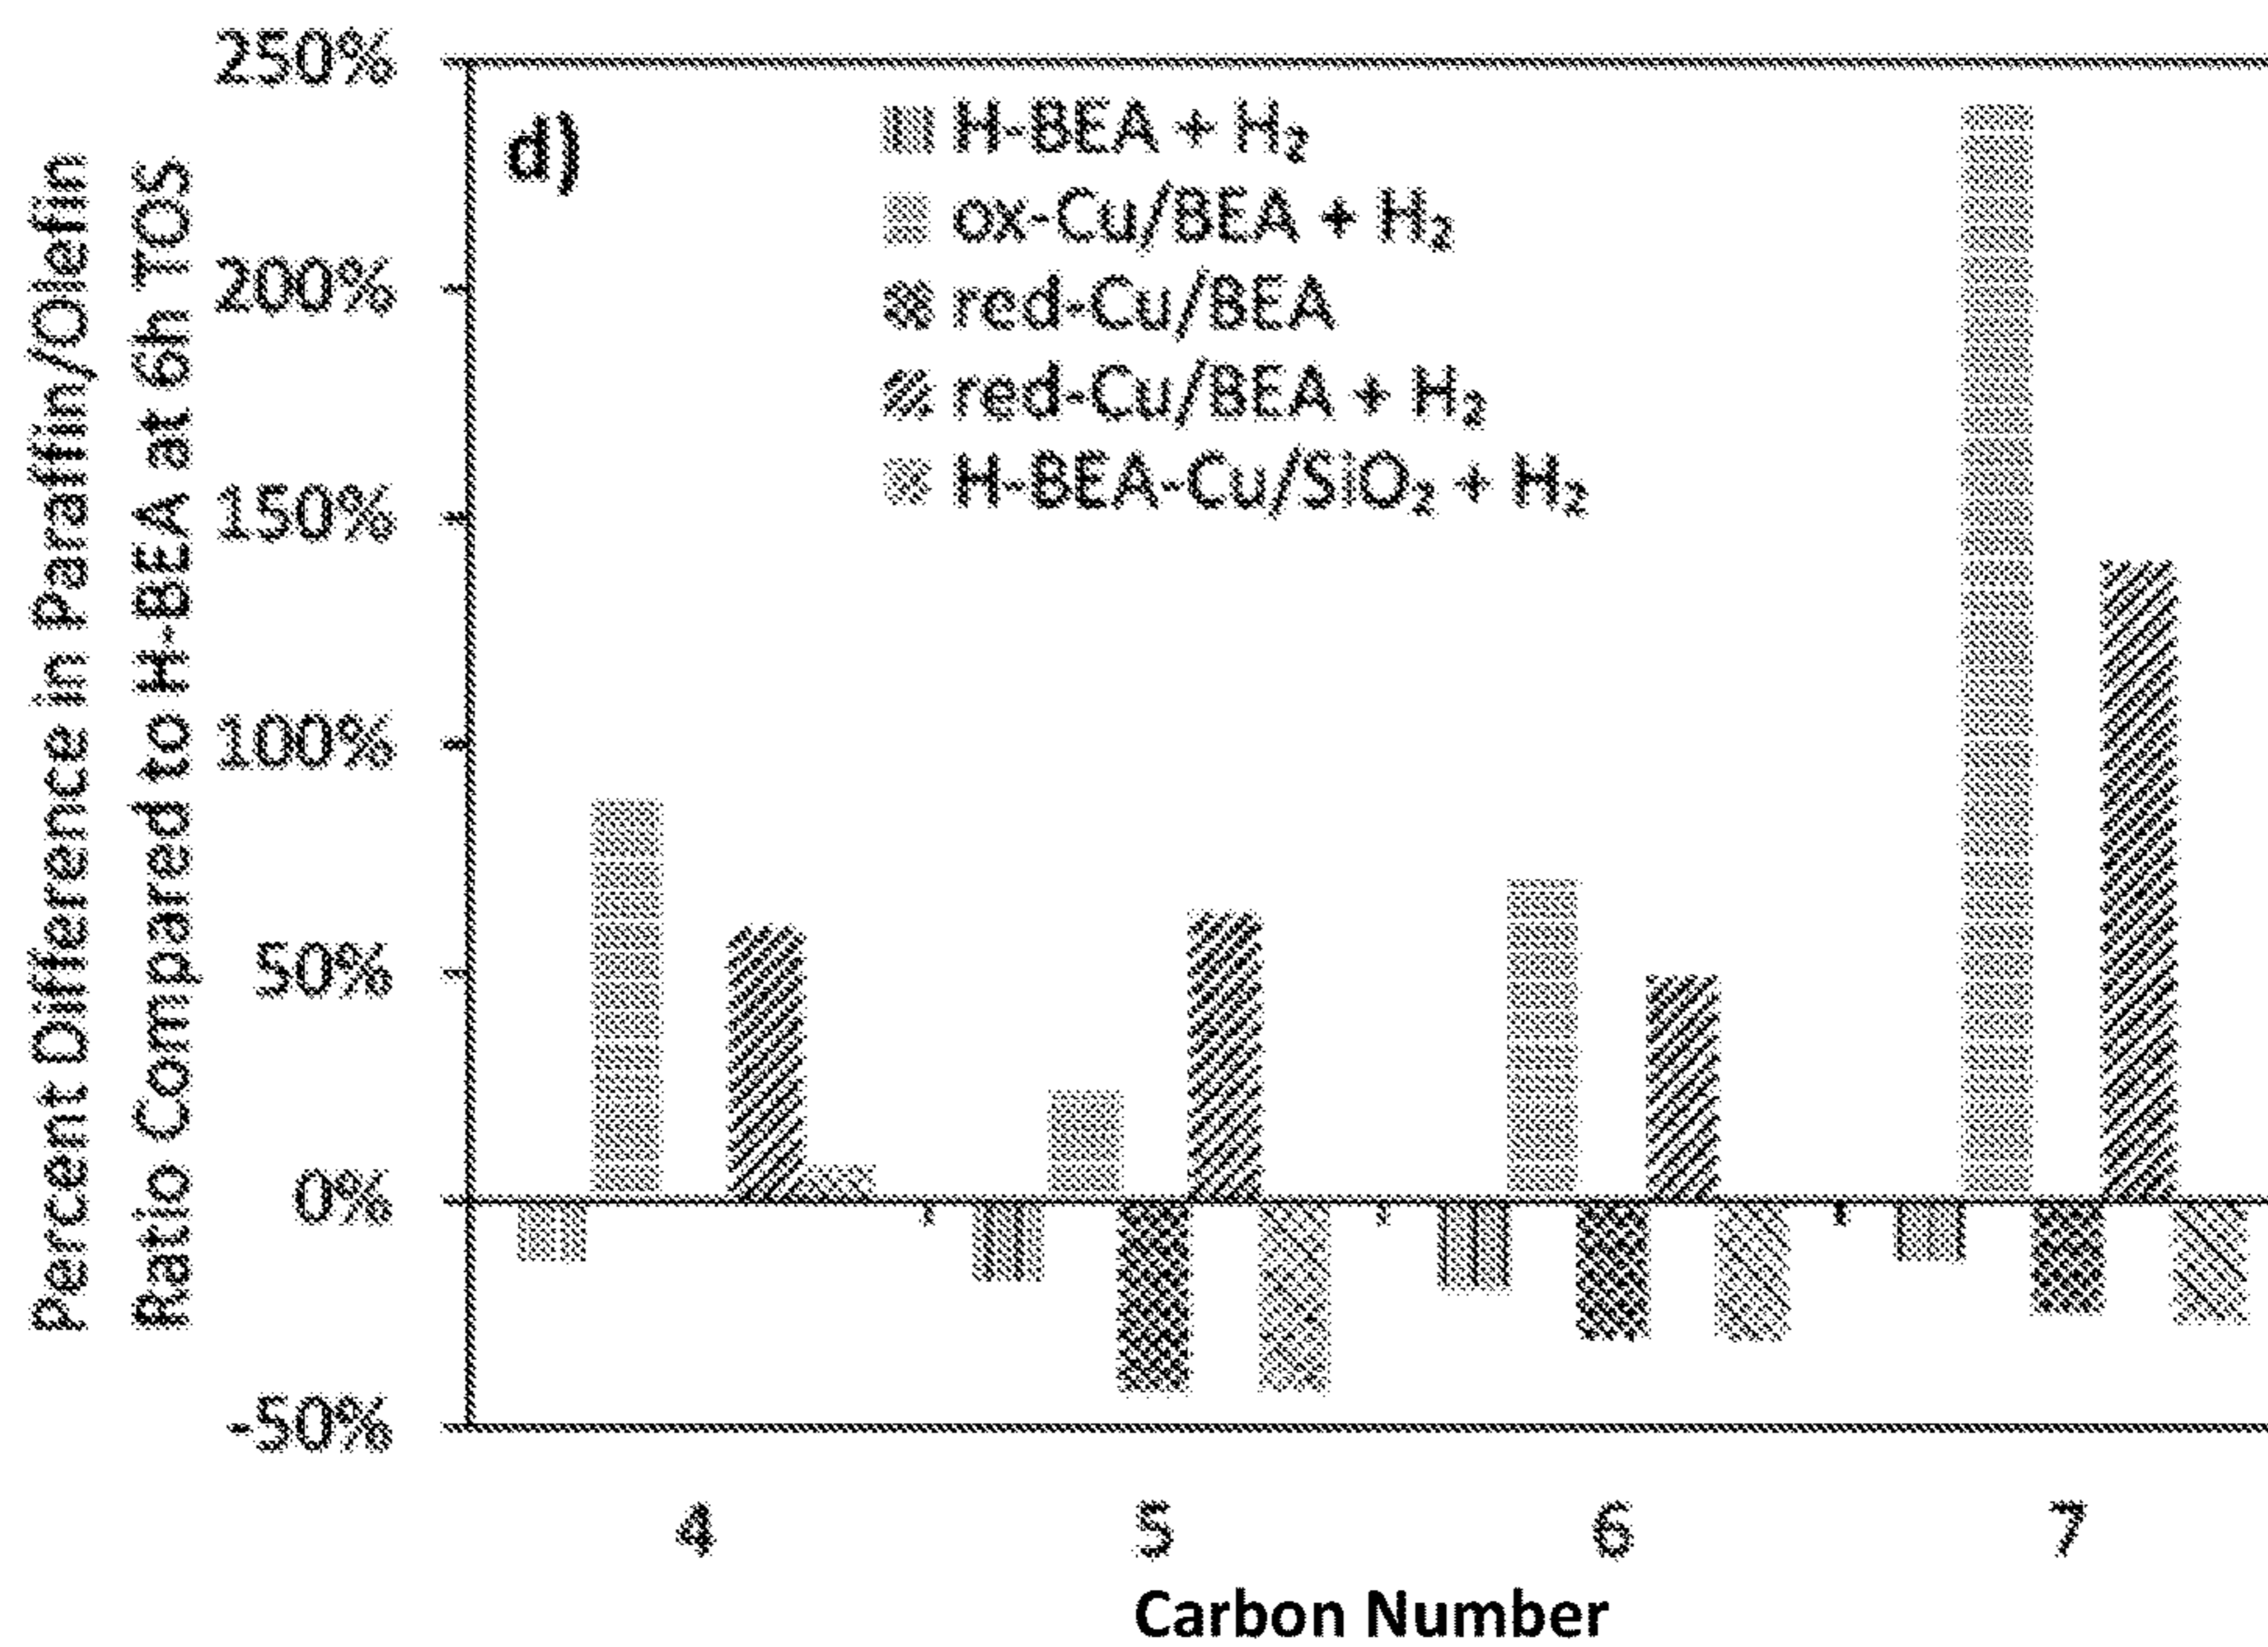 Percent Difference in Paraffin/Olefin
Ratio Compared to H-BEA at 6h TOS
250%
200%
150%
100%
50%
0%
-50%
d)
H-BEA + H₂
ox-Cu/BEA + H₂
red-Cu/BEA
red-Cu/BEA + H₂
H-BEA-Cu/SiO₂ + H₂
4 5 6 7
Carbon Number